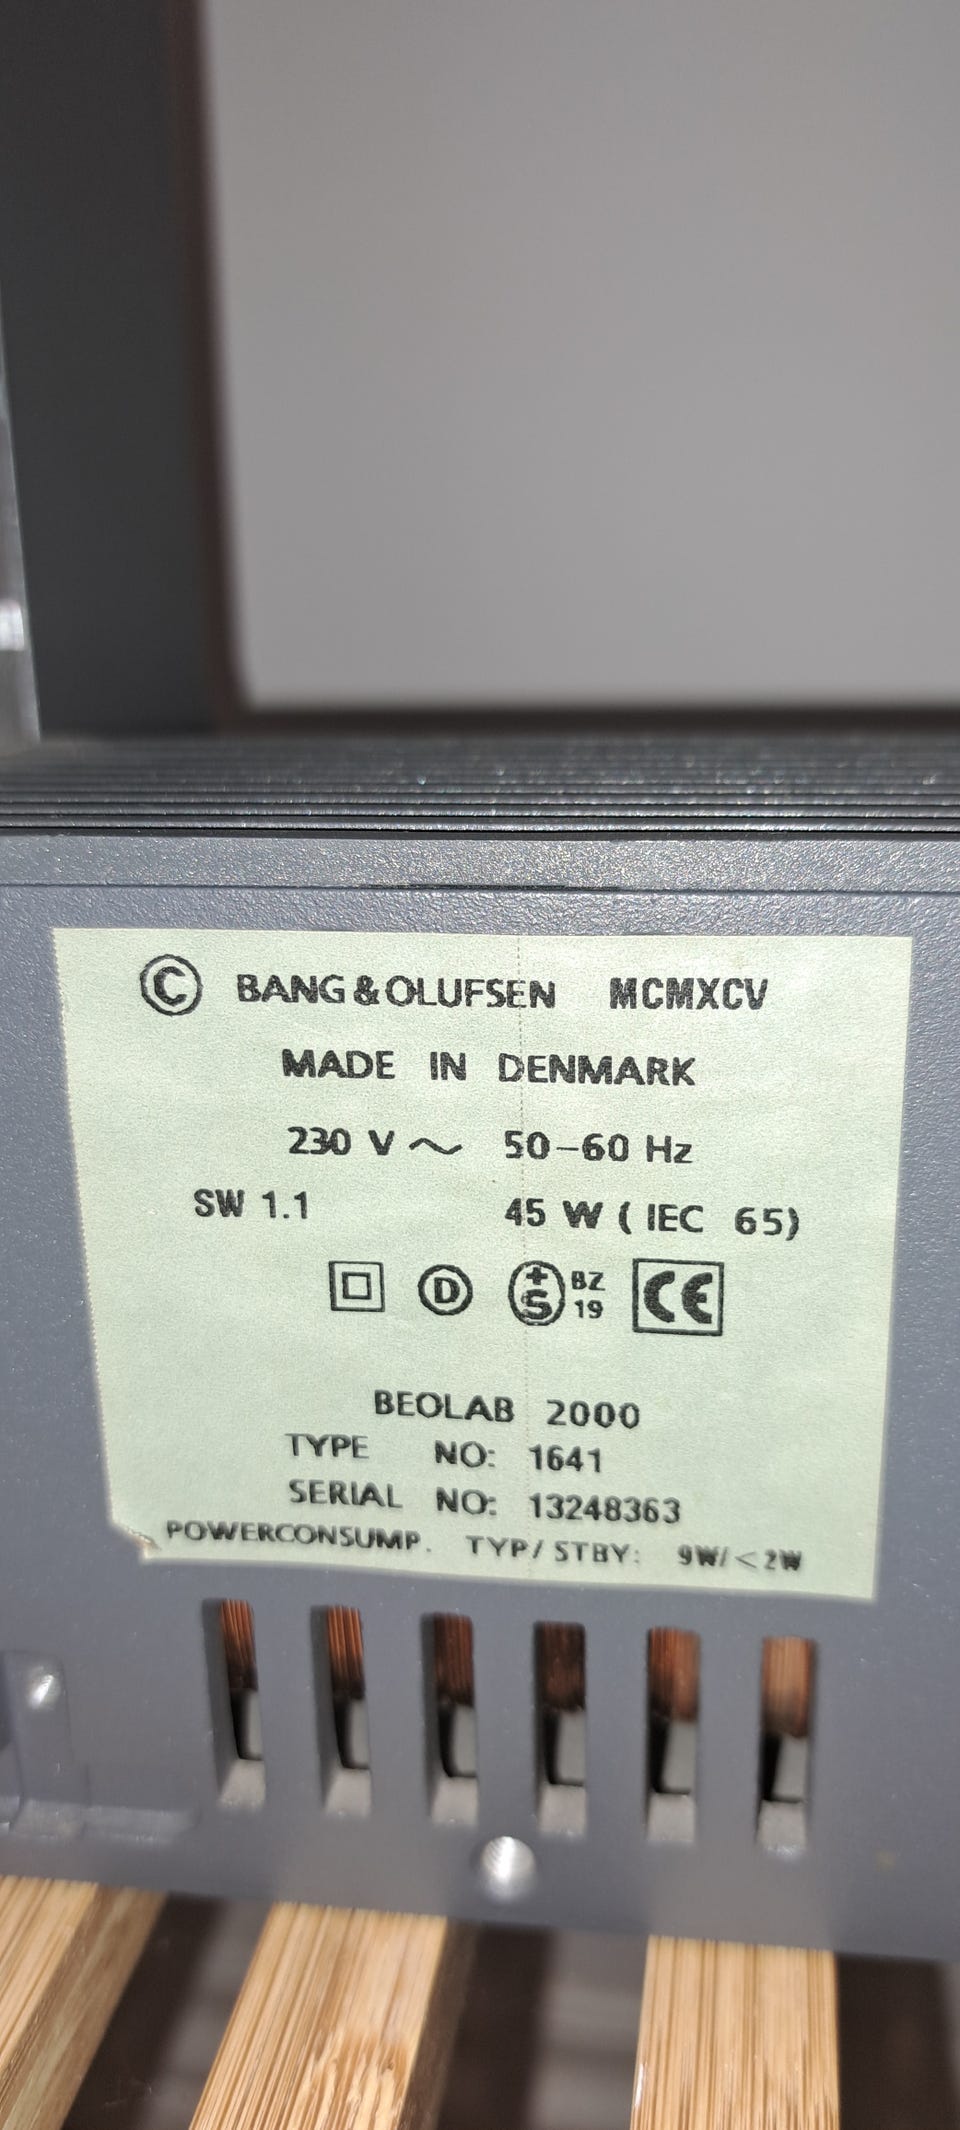 © BANG & OLUFSEN MCMXCV
MADE IN DENMARK
230 V ~ 50-60 Hz
SW 1.1 45 W ( IEC 65)
D +S BZ 19 CE
BEOLAB 2000
TYPE NO: 1641
SERIAL NO: 13248363
POWERCONSUMP. TYP/STBY: 9W/<2W